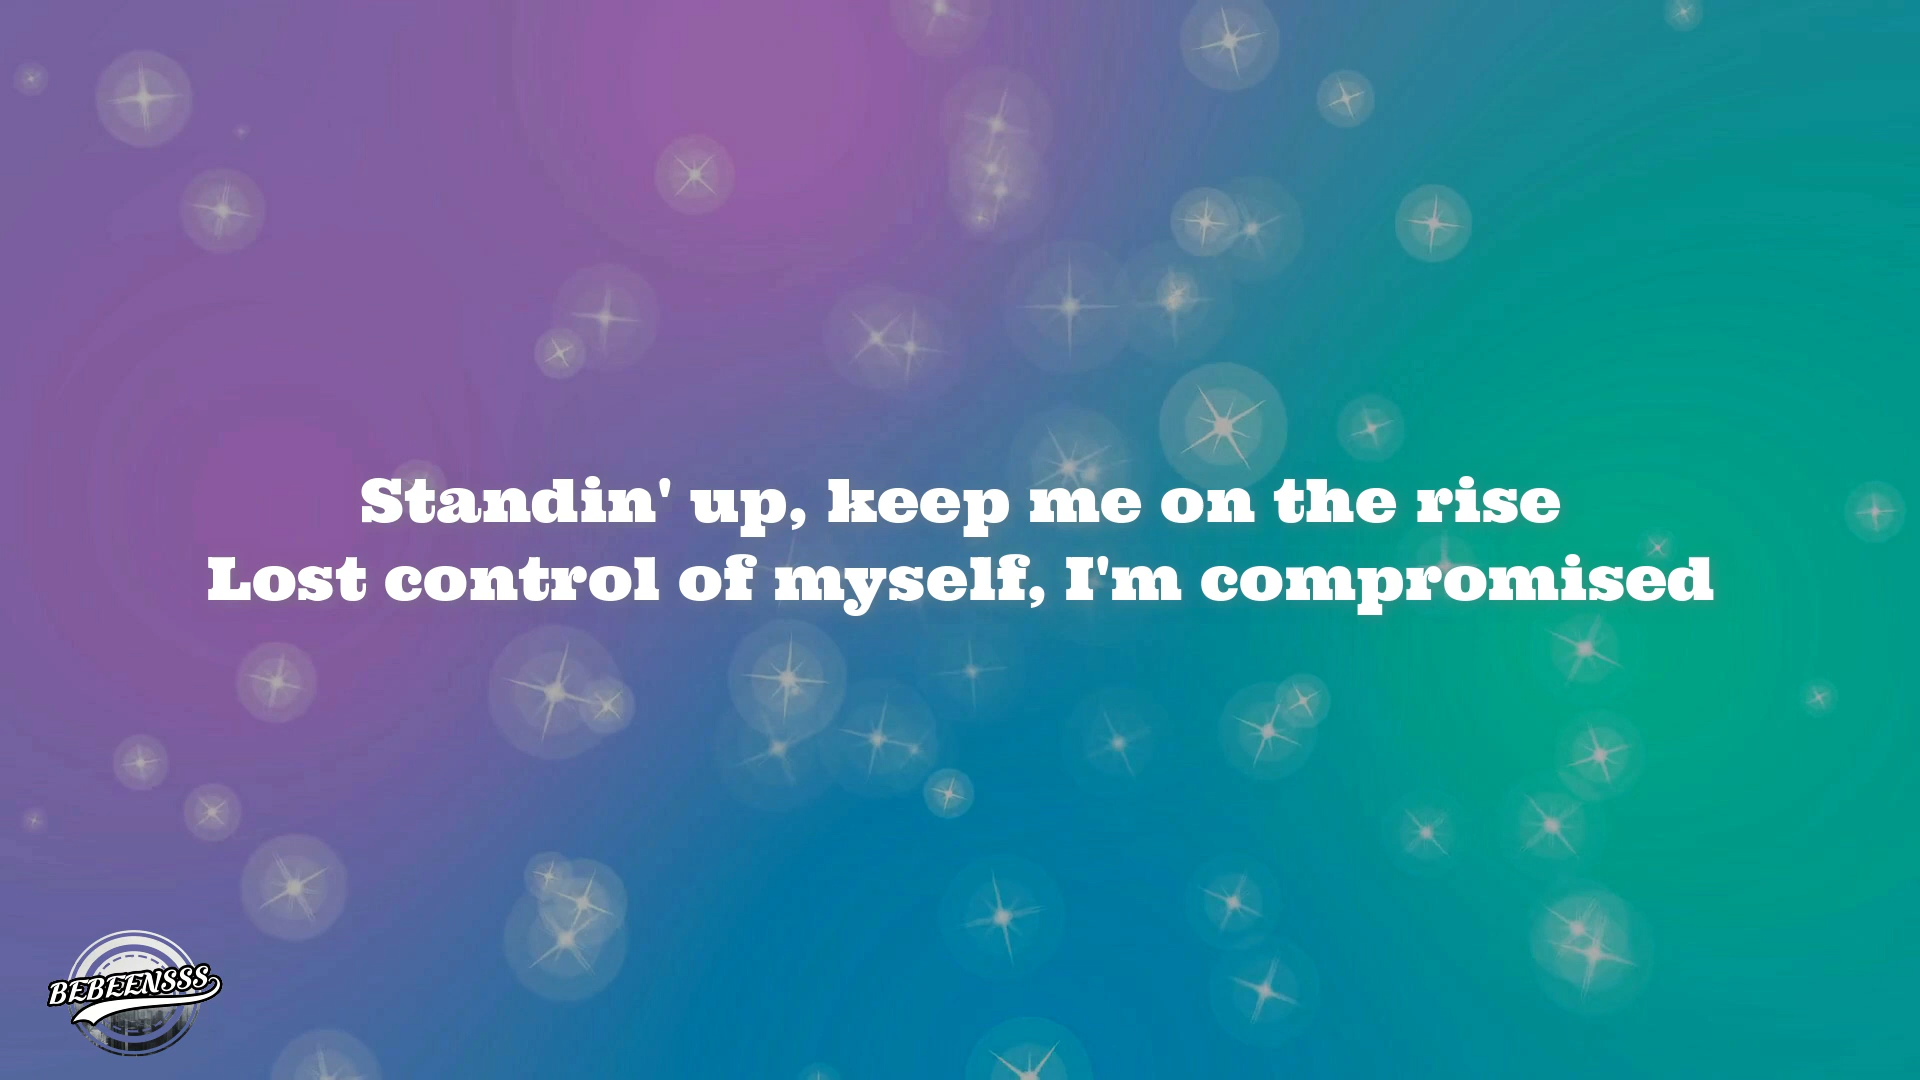 Standin' up, keep me on the rise
Lost control of myself, I'm compromised
BEBEENSSS